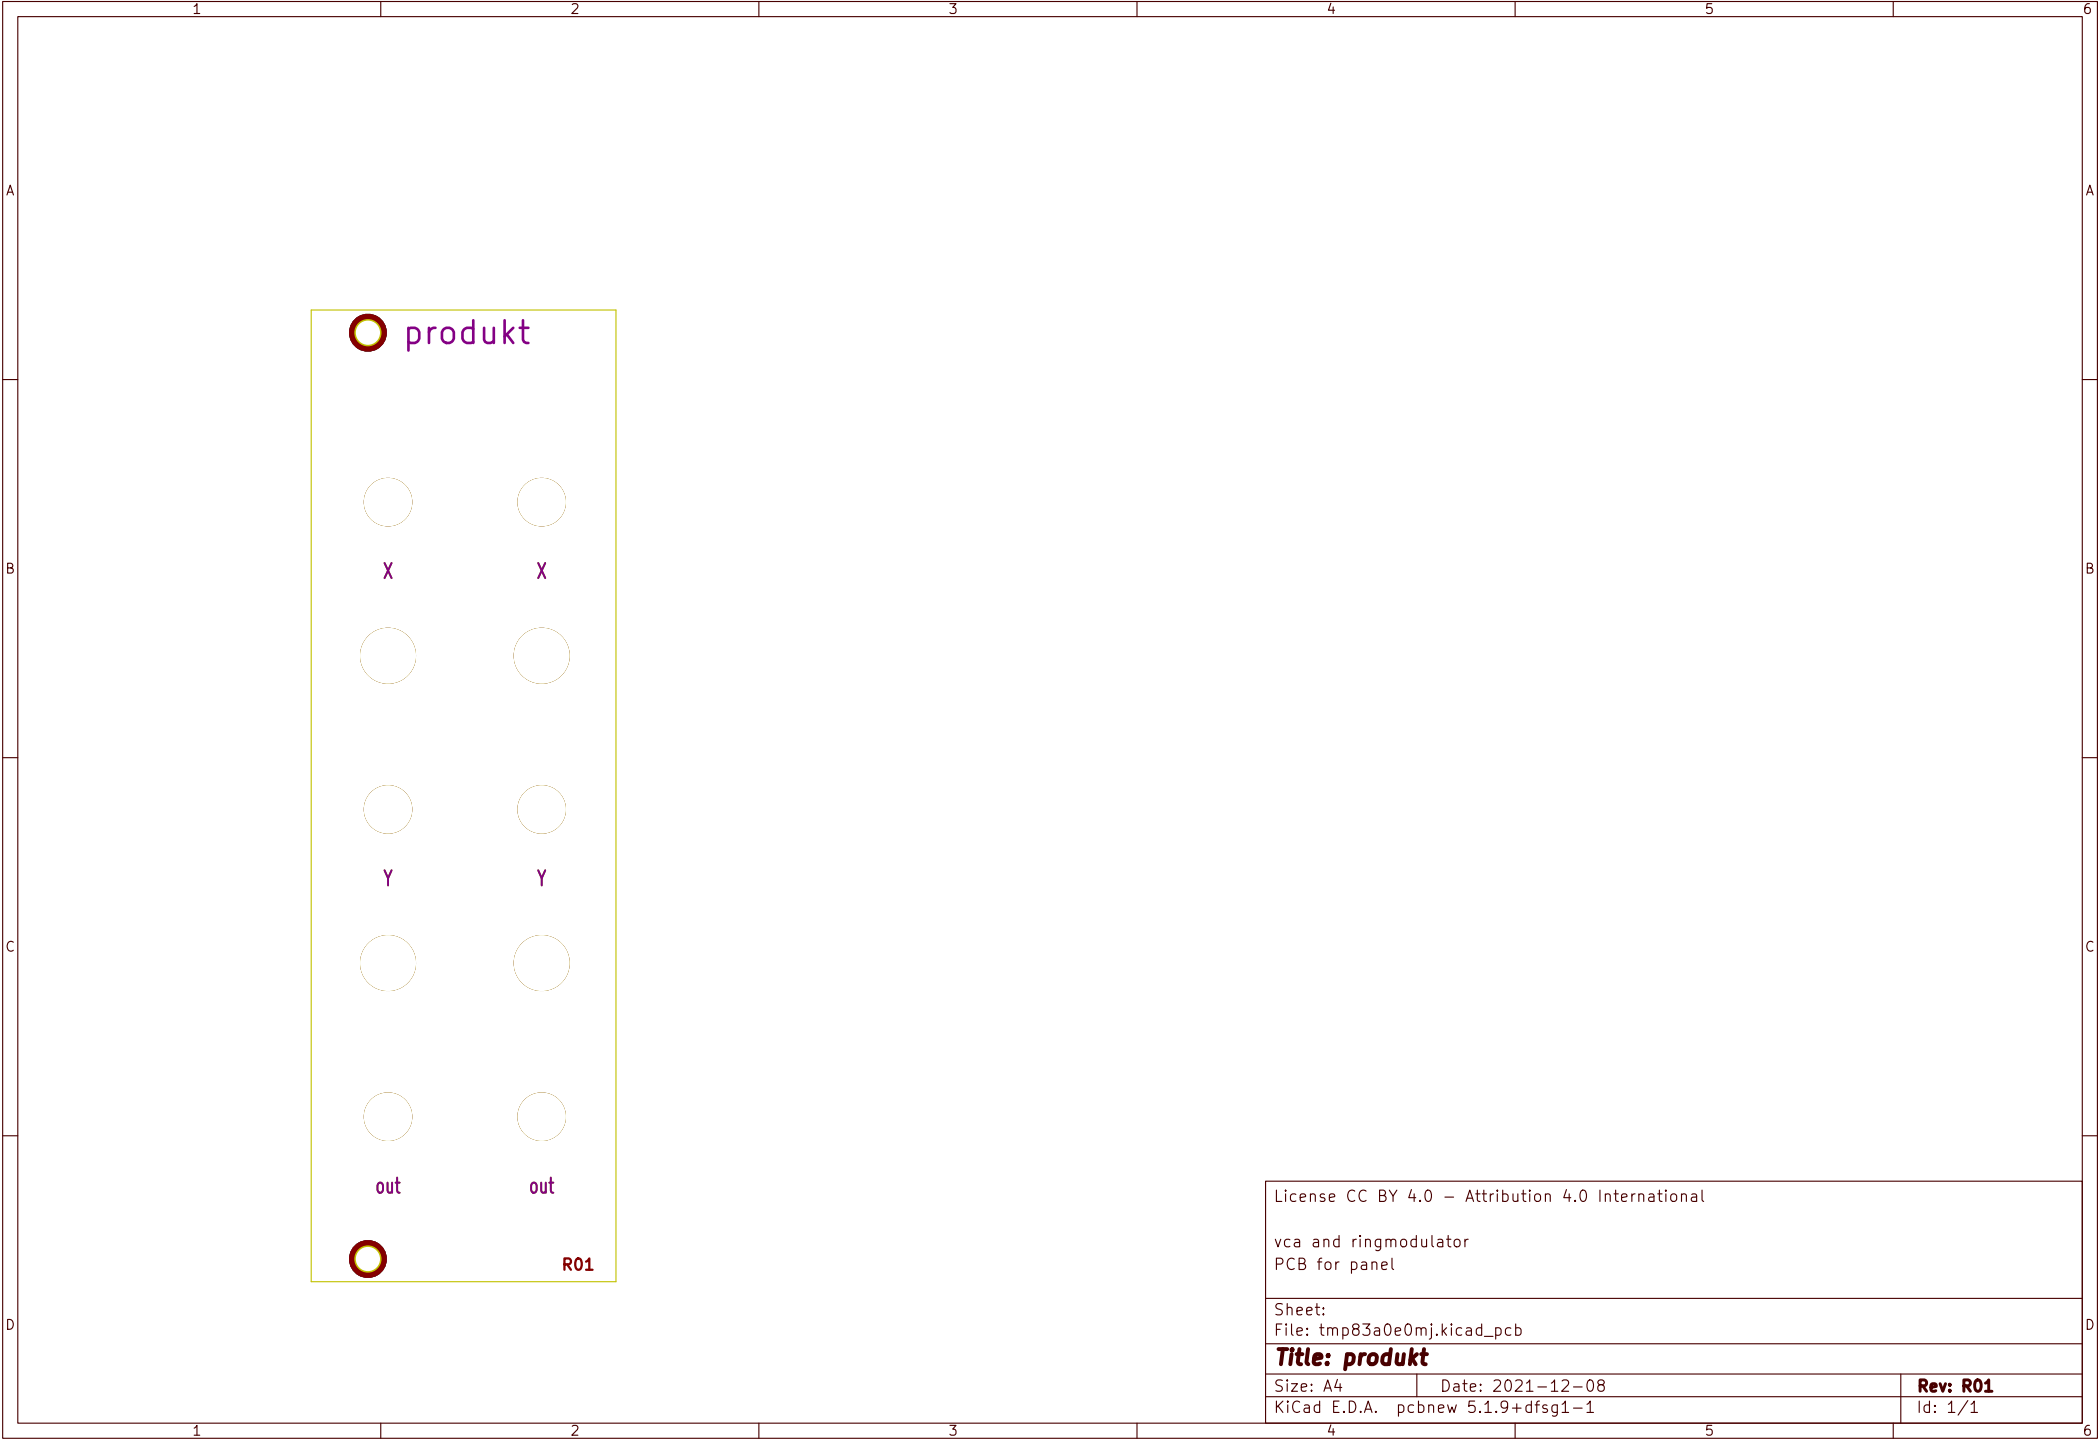 1 2 3 4 5 6
A A
produkt
X X
B B
Y Y
C C
out out
R01
License CC BY 4.0 – Attribution 4.0 International
vca and ringmodulator
PCB for panel
Sheet:
File: tmp83a0e0mj.kicad_pcb
D D
Title: produkt
Size: A4 Date: 2021-12-08 Rev: R01
KiCad E.D.A. pcbnew 5.1.9+dfsg1-1 Id: 1/1
1 2 3 4 5 6